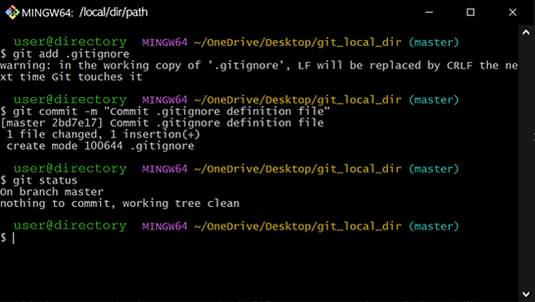 MINGW64: /local/dir/path
user@directory MINGW64 ~/OneDrive/Desktop/git_local_dir (master)
$ git add .gitignore
warning: in the working copy of '.gitignore', LF will be replaced by CRLF the ne
xt time Git touches it
user@directory MINGW64 ~/OneDrive/Desktop/git_local_dir (master)
$ git commit -m "Commit .gitignore definition file"
[master 2bd7e17] Commit .gitignore definition file
1 file changed, 1 insertion(+)
create mode 100644 .gitignore
user@directory MINGW64 ~/OneDrive/Desktop/git_local_dir (master)
$ git status
On branch master
nothing to commit, working tree clean
user@directory MINGW64 ~/OneDrive/Desktop/git_local_dir (master)
$